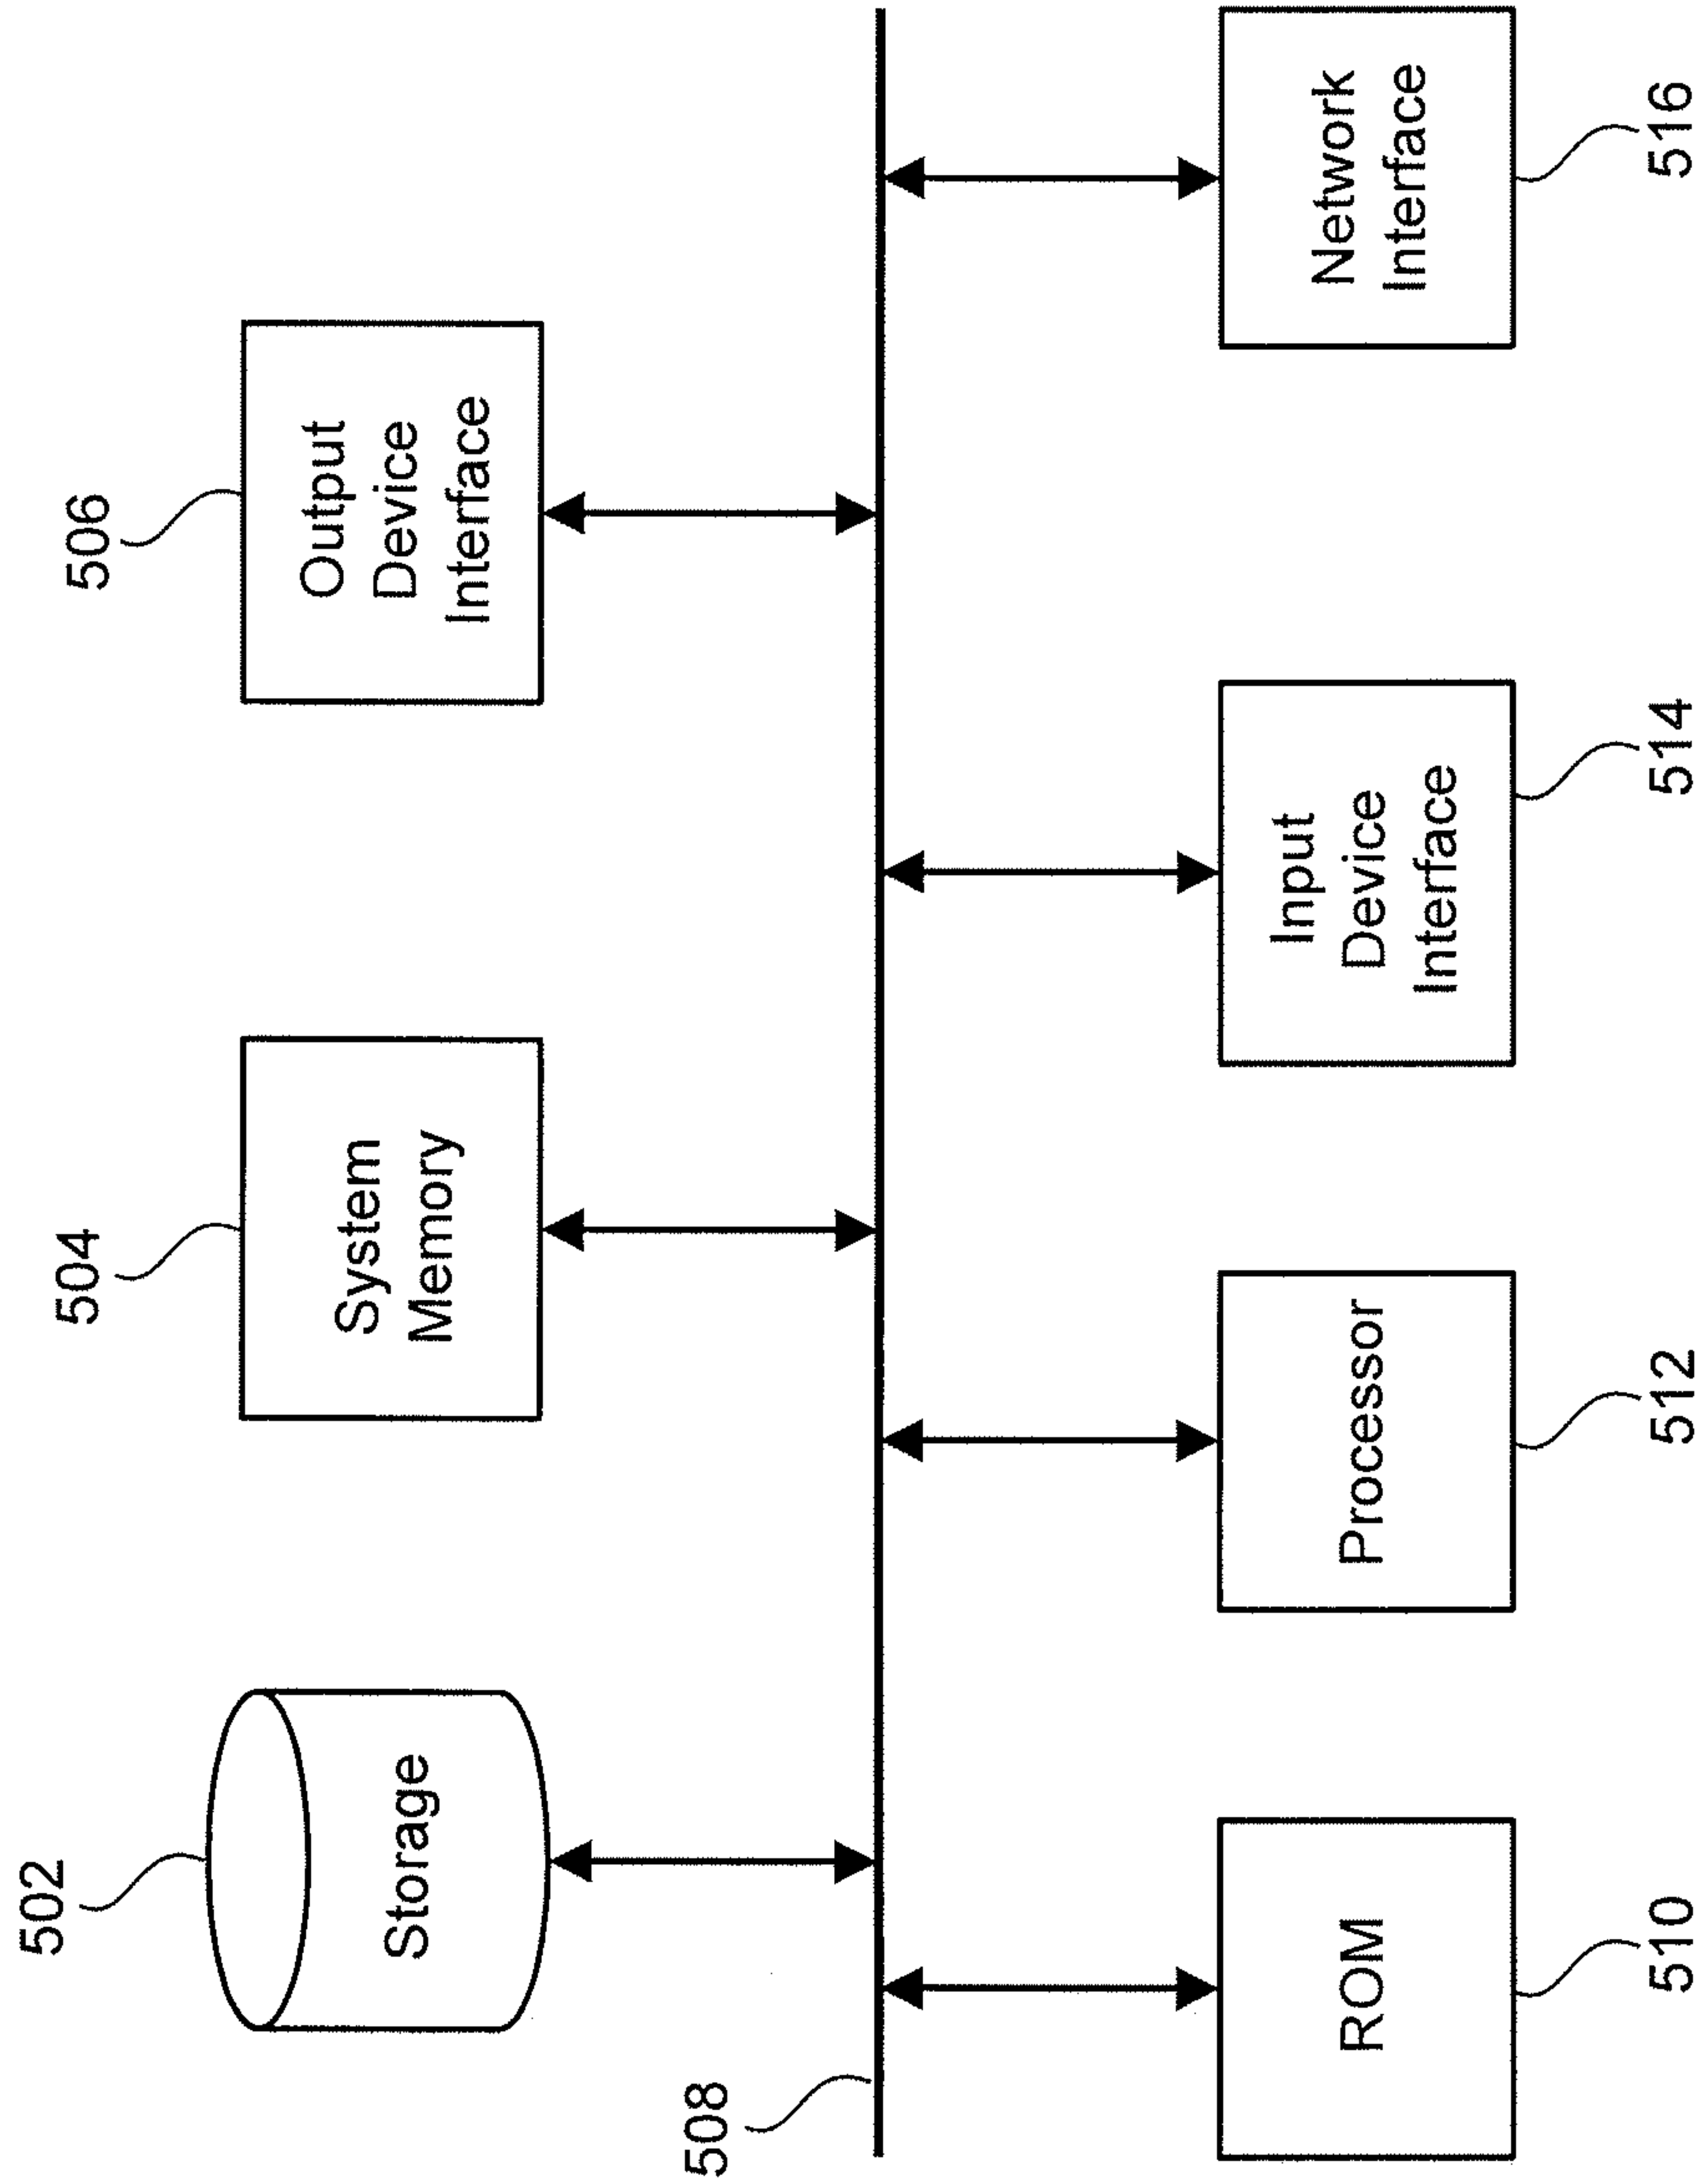 502
504
506
Storage
System
Memory
Output
Device
Interface
508
ROM
Processor
Input
Device
Interface
Network
Interface
510
512
514
516